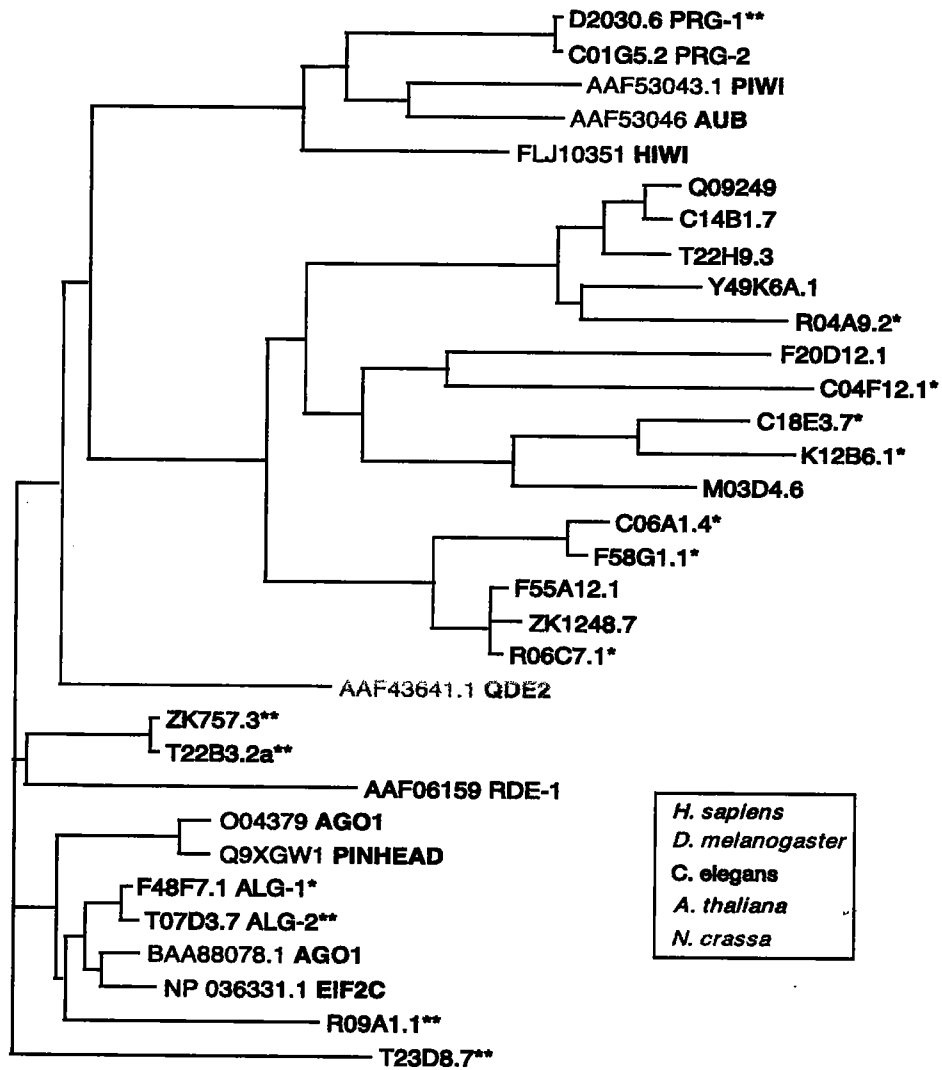 D2030.6 PRG-1**
C01G5.2 PRG-2
AAF53043.1 PIWI
AAF53046 AUB
FLJ10351 HIWI
Q09249
C14B1.7
T22H9.3
Y49K6A.1
R04A9.2*
F20D12.1
C04F12.1*
C18E3.7*
K12B6.1*
M03D4.6
C06A1.4*
F58G1.1*
F55A12.1
ZK1248.7
R06C7.1*
AAF43641.1 QDE2
ZK757.3**
T22B3.2a**
AAF06159 RDE-1
O04379 AGO1
Q9XGW1 PINHEAD
F48F7.1 ALG-1*
T07D3.7 ALG-2**
BAA88078.1 AGO1
NP 036331.1 EIF2C
R09A1.1**
T23D8.7**
H. sapiens
D. melanogaster
C. elegans
A. thaliana
N. crassa